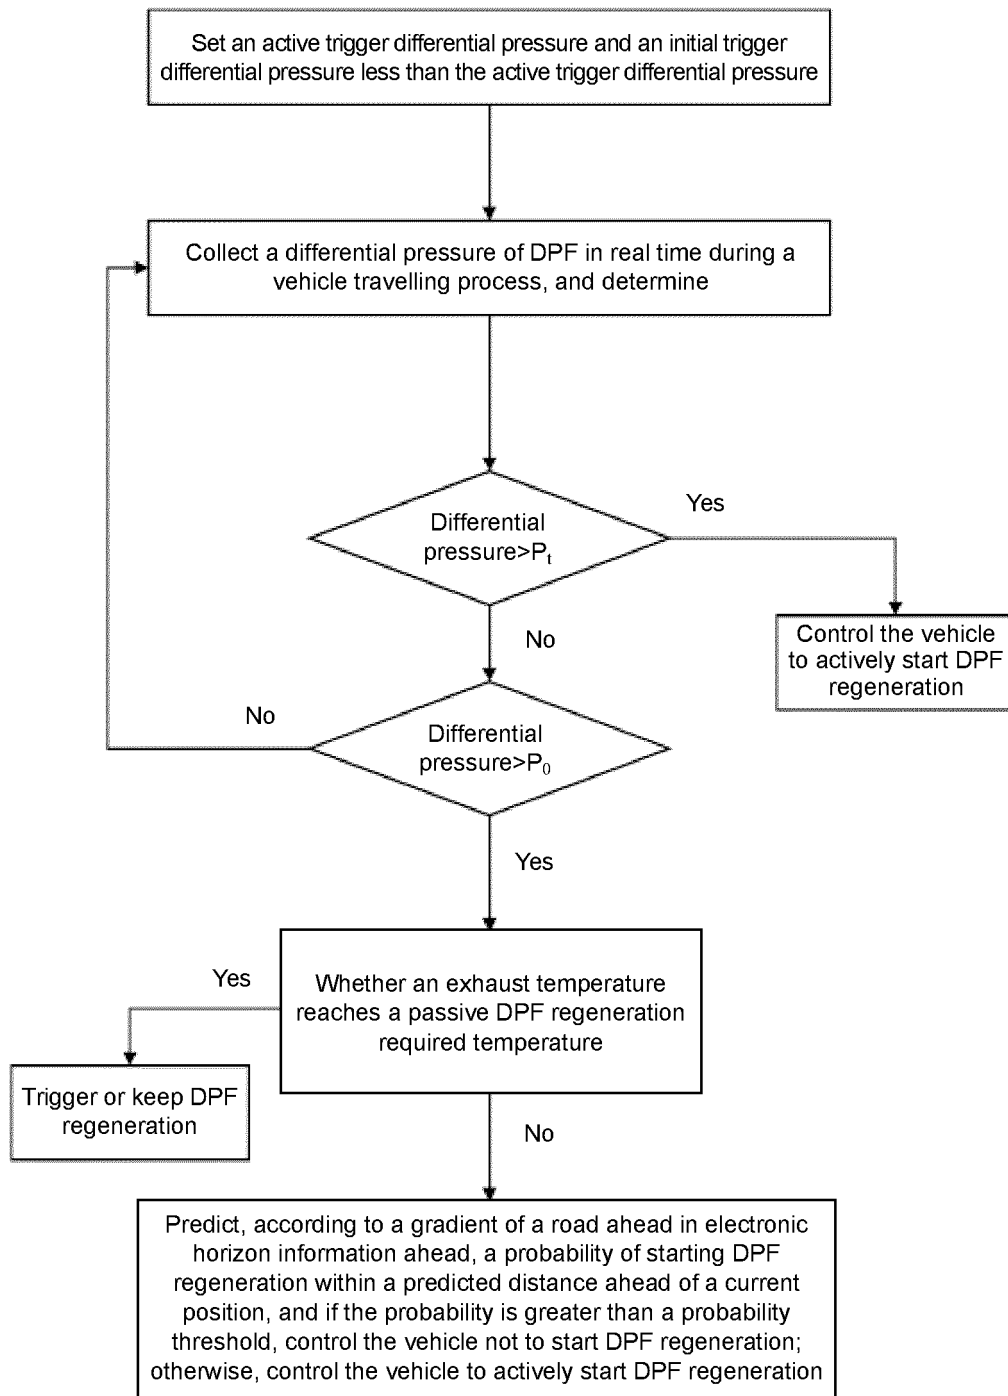 Set an active trigger differential pressure and an initial trigger
differential pressure less than the active trigger differential pressure
Collect a differential pressure of DPF in real time during a
vehicle travelling process, and determine
Differential
pressure>Pt
Yes
No
Control the vehicle
to actively start DPF
regeneration
No
Differential
pressure>P0
Yes
Whether an exhaust temperature
reaches a passive DPF regeneration
required temperature
Yes
Trigger or keep DPF
regeneration
No
Predict, according to a gradient of a road ahead in electronic
horizon information ahead, a probability of starting DPF
regeneration within a predicted distance ahead of a current
position, and if the probability is greater than a probability
threshold, control the vehicle not to start DPF regeneration;
otherwise, control the vehicle to actively start DPF regeneration